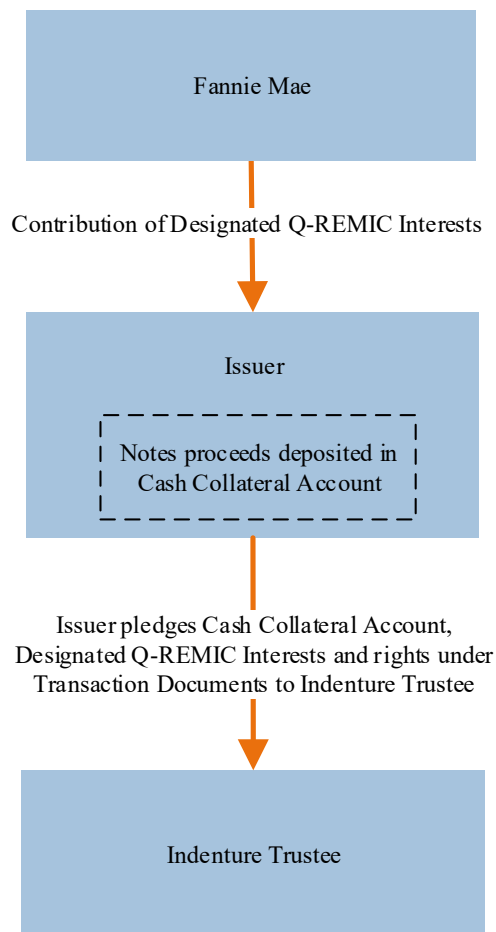 Fannie Mae
Contribution of Designated Q-REMIC Interests
Issuer
Notes proceeds deposited in
Cash Collateral Account
Issuer pledges Cash Collateral Account,
Designated Q-REMIC Interests and rights under
Transaction Documents to Indenture Trustee
Indenture Trustee